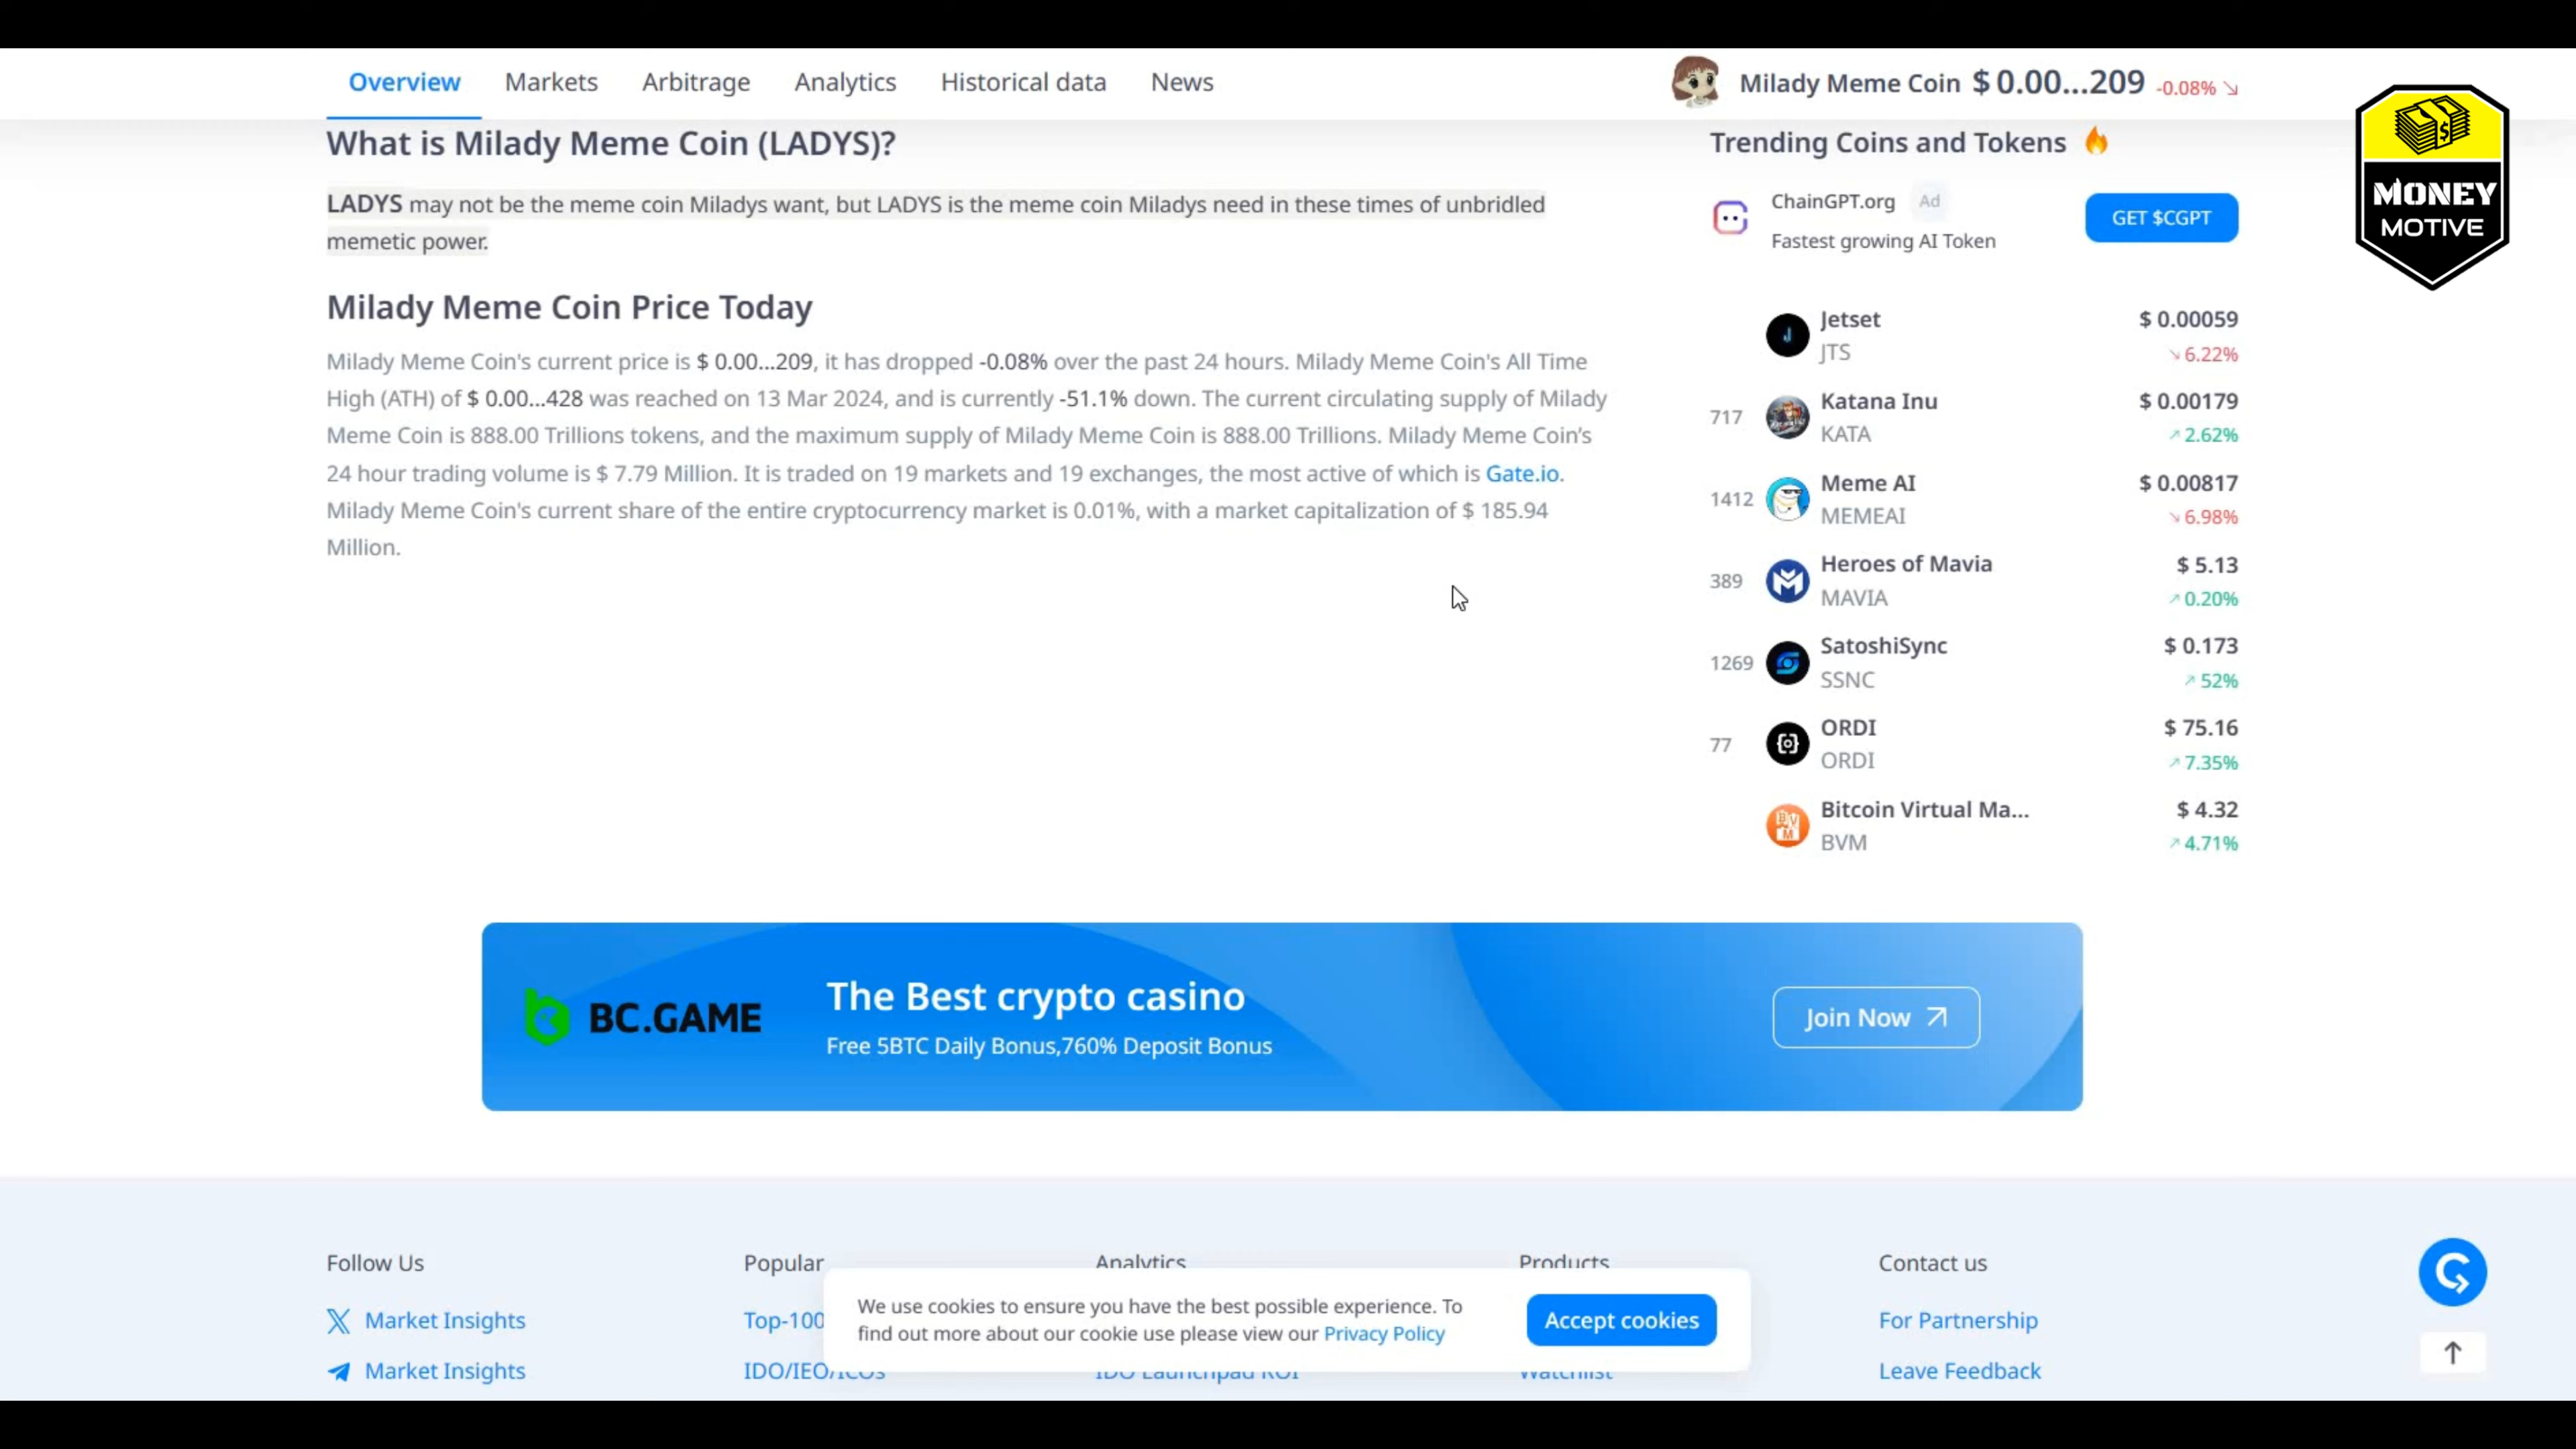 Overview Markets Arbitrage Analytics Historical data News
Milady Meme Coin $ 0.00...209 -0.08%
MONEY
MOTIVE
What is Milady Meme Coin (LADYS)?
LADYS may not be the meme coin Miladys want, but LADYS is the meme coin Miladys need in these times of unbridled
memetic power.
Milady Meme Coin Price Today
Milady Meme Coin's current price is $ 0.00...209, it has dropped -0.08% over the past 24 hours. Milady Meme Coin's All Time
High (ATH) of $ 0.00...428 was reached on 13 Mar 2024, and is currently -51.1% down. The current circulating supply of Milady
Meme Coin is 888.00 Trillions tokens, and the maximum supply of Milady Meme Coin is 888.00 Trillions. Milady Meme Coin's
24 hour trading volume is $ 7.79 Million. It is traded on 19 markets and 19 exchanges, the most active of which is Gate.io.
Milady Meme Coin's current share of the entire cryptocurrency market is 0.01%, with a market capitalization of $ 185.94
Million.
Trending Coins and Tokens
ChainGPT.org Ad
Fastest growing AI Token
GET $CGPT
Jetset $ 0.00059
JTS 6.22%
717 Katana Inu $ 0.00179
KATA 2.62%
1412 Meme AI $ 0.00817
MEMEAI 6.98%
389 Heroes of Mavia $ 5.13
MAVIA 0.20%
1269 SatoshiSync $ 0.173
SSNC 52%
77 ORDI $ 75.16
ORDI 7.35%
Bitcoin Virtual Ma... $ 4.32
BVM 4.71%
BC.GAME
The Best crypto casino
Free 5BTC Daily Bonus,760% Deposit Bonus
Join Now
Follow Us Popular Analytics Products Contact us
Market Insights Top-100 For Partnership
Market Insights IDO/IEO/ICOs IDO Launchpad ROI Watchlist Leave Feedback
We use cookies to ensure you have the best possible experience. To
find out more about our cookie use please view our Privacy Policy
Accept cookies